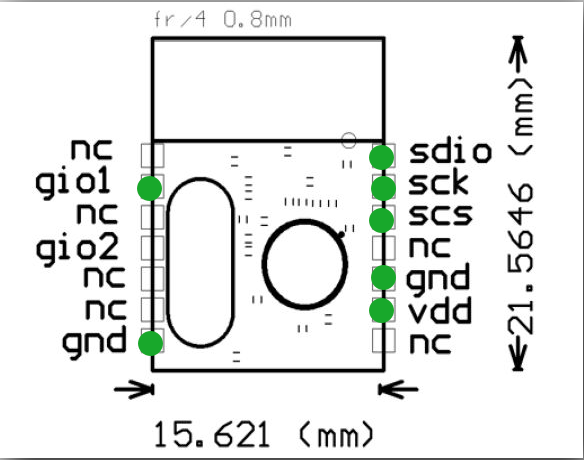 fr/4 0.8mm
nc
gio1
nc
gio2
nc
nc
gnd
sdio
sck
scs
nc
gnd
vdd
nc
21.5646 (mm)
15.621 (mm)